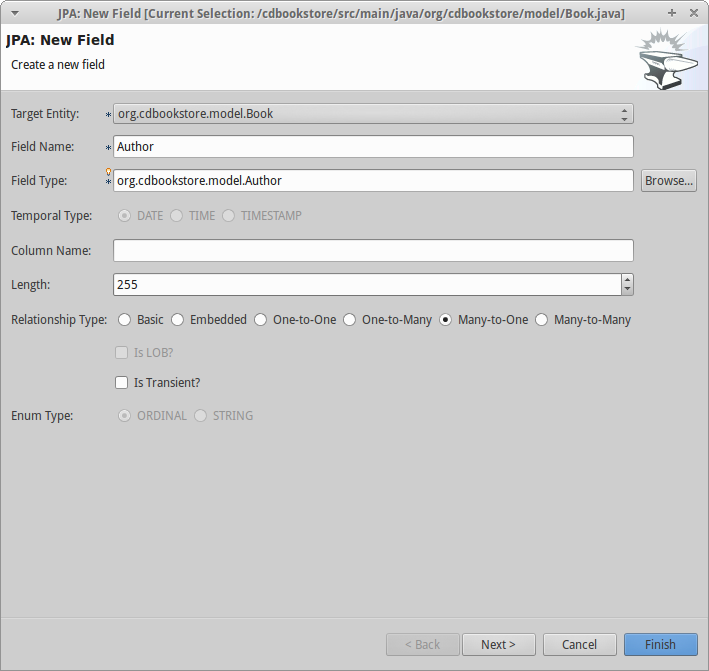 JPA: New Field [Current Selection: /cdbookstore/src/main/java/org/cdbookstore/model/Book.java]
JPA: New Field
Create a new field
Target Entity: * org.cdbookstore.model.Book
Field Name: * Author
Field Type: * org.cdbookstore.model.Author Browse...
Temporal Type: DATE TIME TIMESTAMP
Column Name:
Length: 255
Relationship Type: Basic Embedded One-to-One One-to-Many Many-to-One Many-to-Many
Is LOB?
Is Transient?
Enum Type: ORDINAL STRING
< Back Next > Cancel Finish